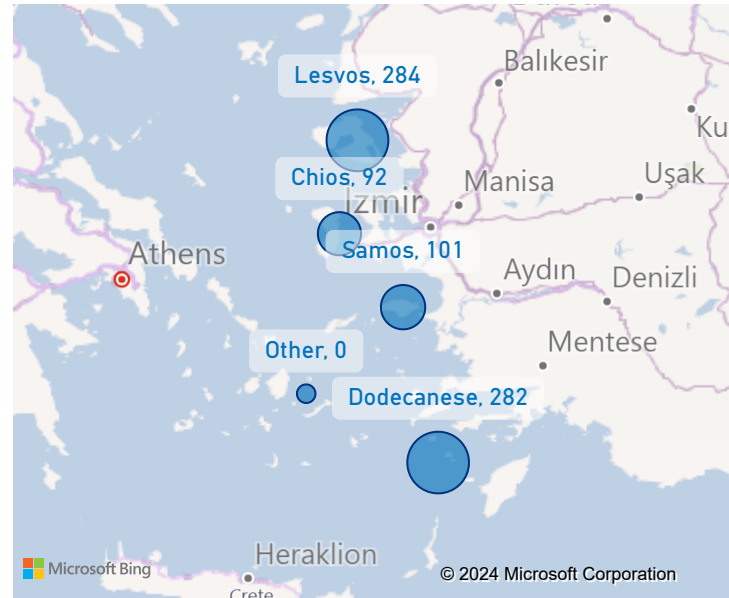 Balıkesir
Lesvos, 284
Ku
Chios, 92
Uşak
Manisa
İzmir
Samos, 101
Athens
Aydın
Denizli
Other, 0
Mentese
Dodecanese, 282
Heraklion
Microsoft Bing
© 2024 Microsoft Corporation
Crete